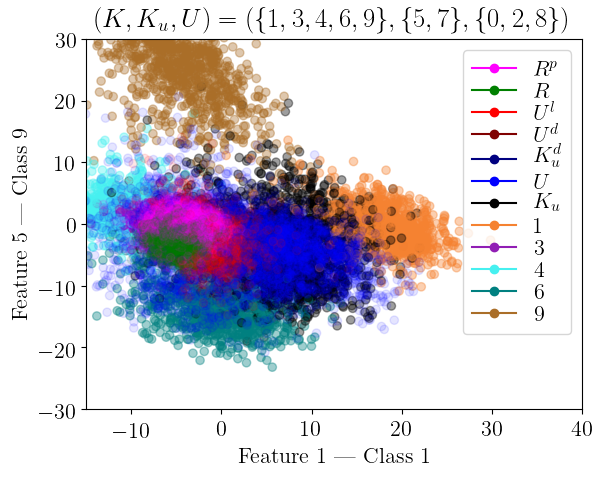 (K, K_u, U) = ({1, 3, 4, 6, 9}, {5, 7}, {0, 2, 8})
30
20
10
0
−10
−20
−30
Feature 5 — Class 9
R^p
R
U^l
U^d
K_u^d
U
K_u
1
3
4
6
9
−10
0
10
20
30
40
Feature 1 — Class 1